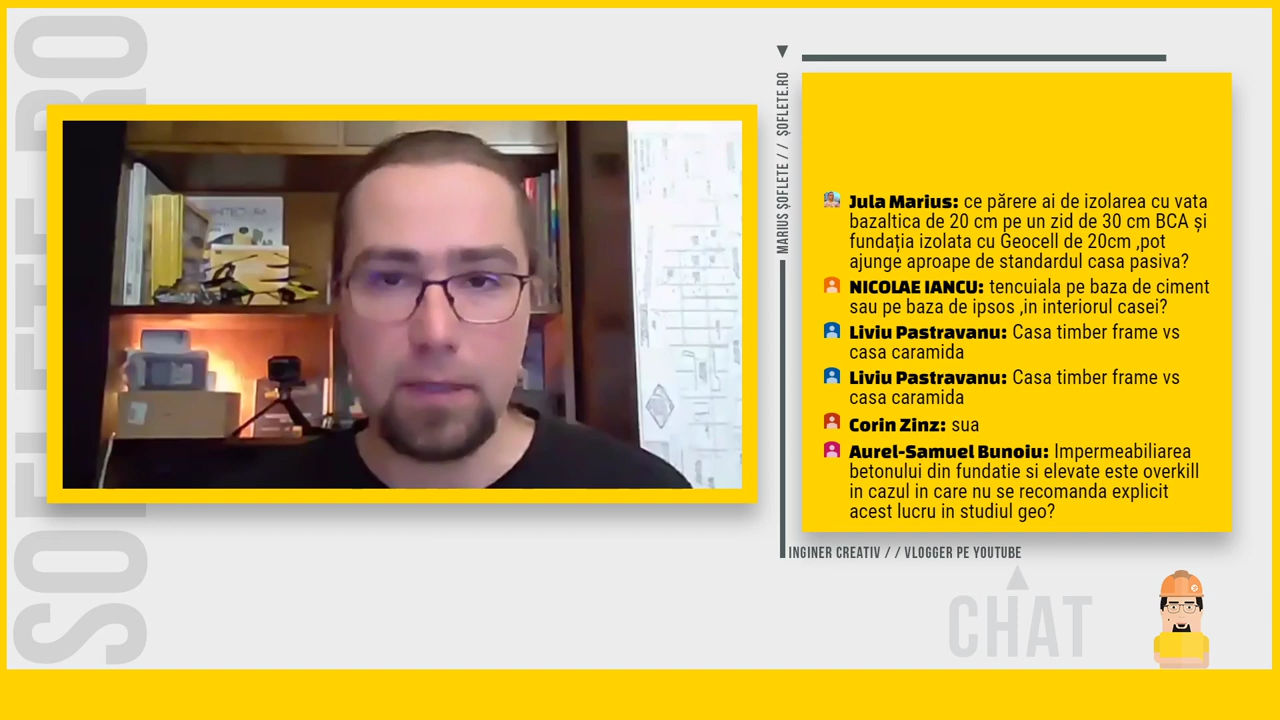 SOFLETE.RO
MARIUS ȘOFLETE // ȘOFLETE.RO
Jula Marius: ce părere ai de izolarea cu vata
bazaltica de 20 cm pe un zid de 30 cm BCA și
fundația izolata cu Geocell de 20cm ,pot
ajunge aproape de standardul casa pasiva?
NICOLAE IANCU: tencuiala pe baza de ciment
sau pe baza de ipsos ,in interiorul casei?
Liviu Pastravanu: Casa timber frame vs
casa caramida
Liviu Pastravanu: Casa timber frame vs
casa caramida
Corin Zinz: sua
Aurel-Samuel Bunoiu: Impermeabiliarea
betonului din fundatie si elevate este overkill
in cazul in care nu se recomanda explicit
acest lucru in studiul geo?
INGINER CREATIV // VLOGGER PE YOUTUBE
CHAT